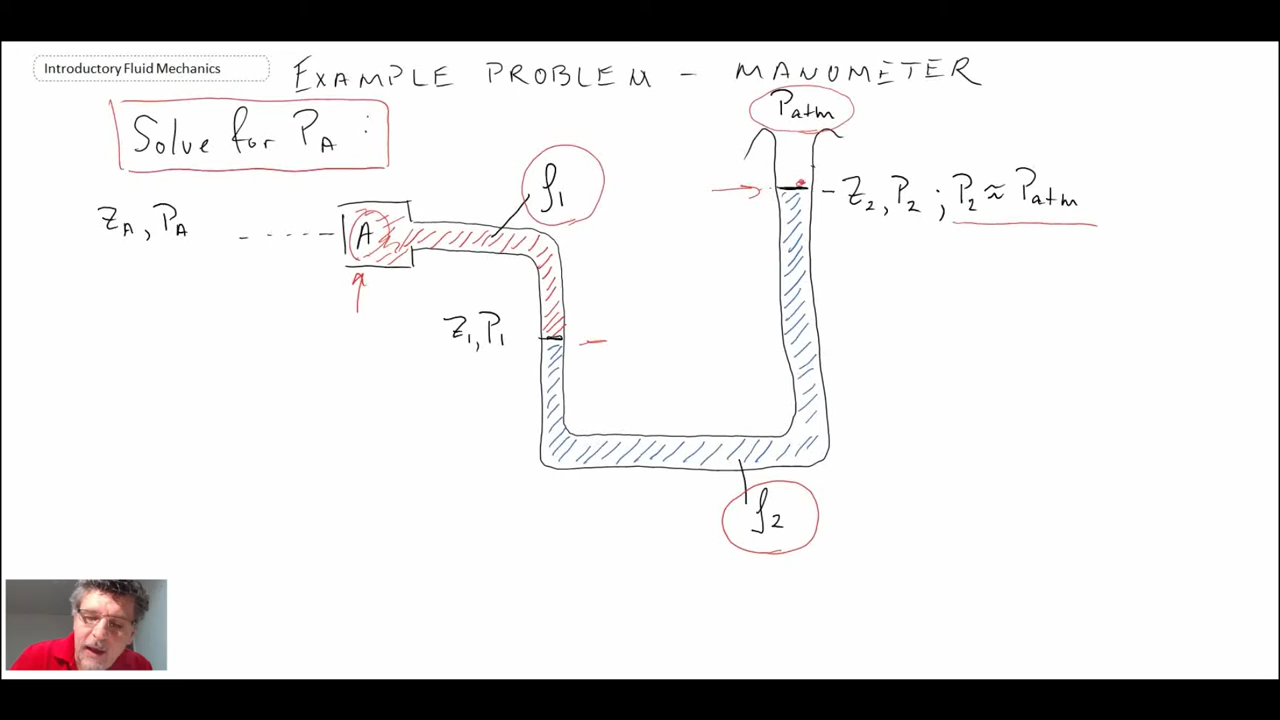 Introductory Fluid Mechanics
EXAMPLE PROBLEM - MANOMETER
Solve for PA :
Patm
ρ1
Z2, P2 ; P2 ≈ Patm
ZA, PA
A
Z1, P1
ρ2